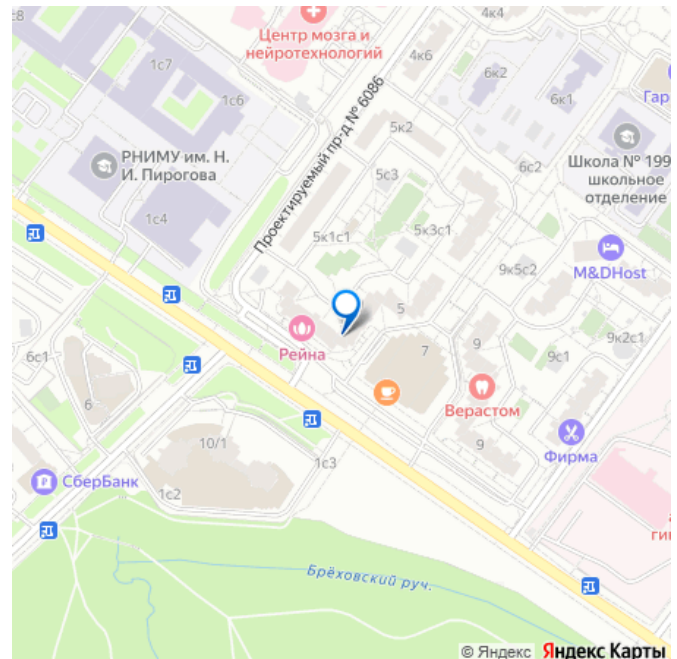 с8
4к4
Центр мозга и
нейротехнологий
1с7
4к6
6к2
1с6
6к1
Гар
Проектируемый пр-д № 6086
5к2
РНИМУ им. Н.
И. Пирогова
Школа № 199
школьное
отделение
5с3
6с2
1с4
5к1с1
5к3с1
9к5с2
M&DHost
5
Рейна
7
9
9к2с1
6с1
9с1
6
Верастом
10/1
9
Фирма
1с3
СберБанк
1с2
ги
Брёховский руч.
© Яндекс Яндекс Карты